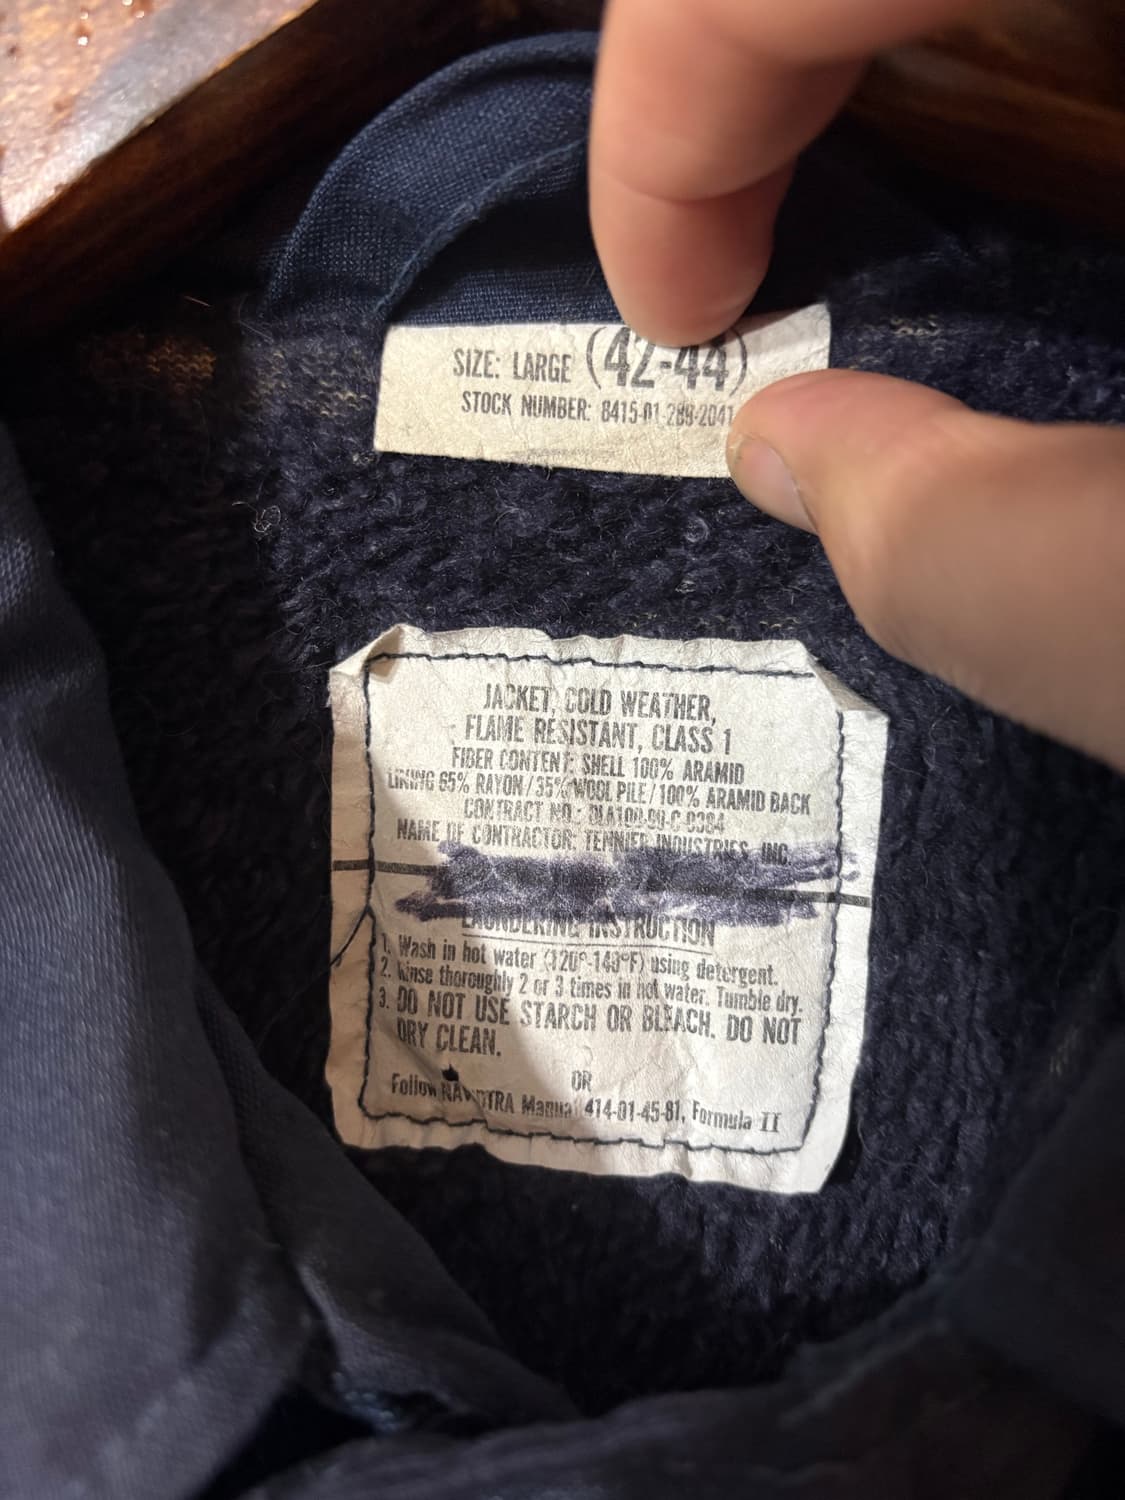 SIZE: LARGE (42-44)
STOCK NUMBER: 8415-01-289-2041
JACKET, COLD WEATHER,
FLAME RESISTANT, CLASS 1
FIBER CONTENT: SHELL 100% ARAMID
LINING 65% RAYON/35% WOOL PILE/100% ARAMID BACK
CONTRACT NO.: DLA100-90-C-0384
NAME OF CONTRACTOR: TENNIER INDUSTRIES, INC.
LAUNDERING INSTRUCTION
1. Wash in hot water (120°-140°F) using detergent.
2. Rinse thoroughly 2 or 3 times in hot water. Tumble dry.
3. DO NOT USE STARCH OR BLEACH. DO NOT
DRY CLEAN.
OR
Follow Manual 414-01-45-81, Formula II